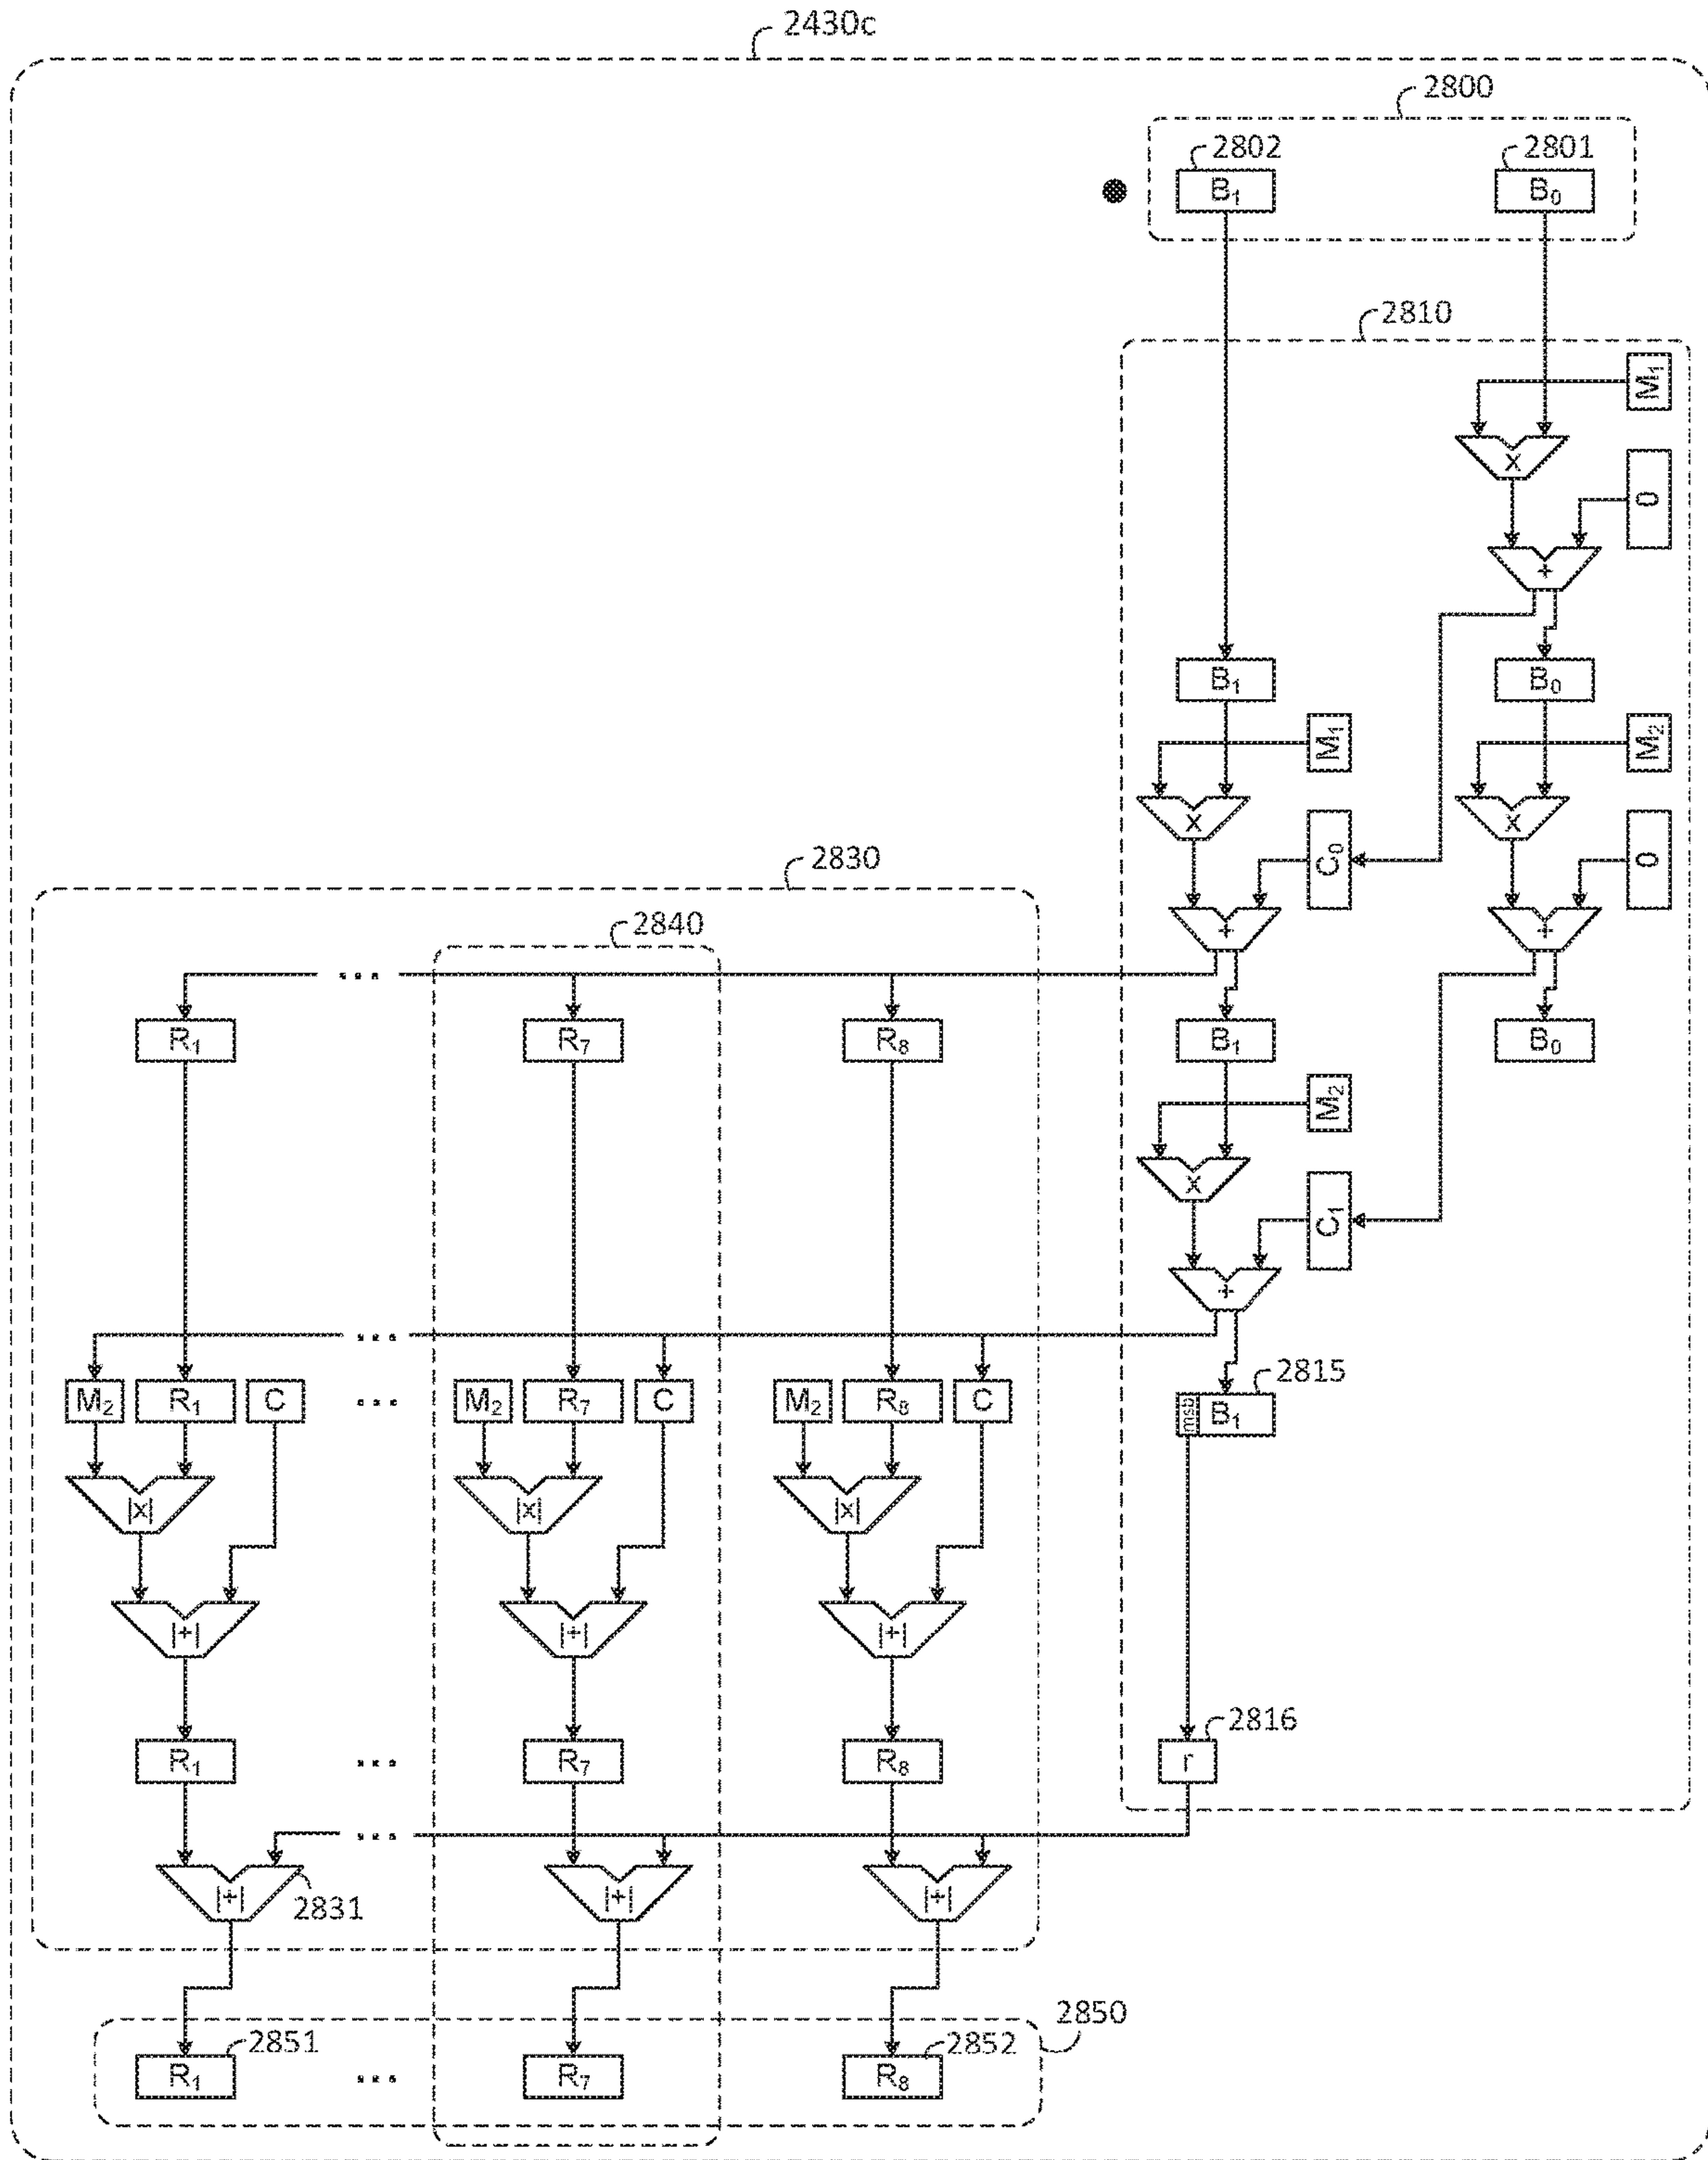 2430c
2800
2802 2801
B₁ B₀
2810
M₁
x
0
+
B₁ B₀
M₁ M₂
x x
C₀ 0
2830
+ +
2840
...
R₁ R₇ R₈ B₁ B₀
M₂
x
C₁
+
...
2815
M₂ R₁ C ... M₂ R₇ C M₂ R₈ C msb B₁
|x| |x| |x|
|+| |+| |+|
2816
R₁ ... R₇ R₈ r
...
|+| |+| |+|
2831
2850
2851 2852
R₁ ... R₇ R₈